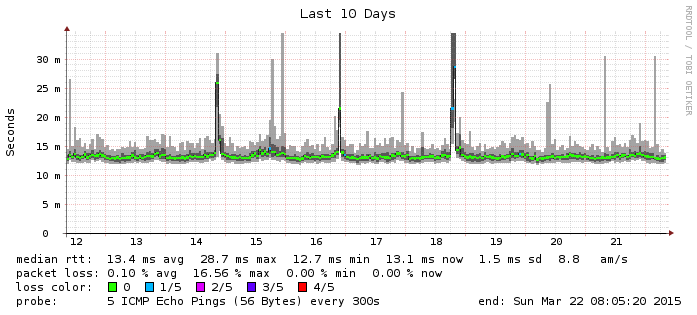 Last 10 Days
RRDTOOL / TOBI OETIKER
Seconds
30 m
25 m
20 m
15 m
10 m
5 m
0
12 13 14 15 16 17 18 19 20 21
median rtt: 13.4 ms avg 28.7 ms max 12.7 ms min 13.1 ms now 1.5 ms sd 8.8 am/s
packet loss: 0.10 % avg 16.56 % max 0.00 % min 0.00 % now
loss color: 0 1/5 2/5 3/5 4/5
probe: 5 ICMP Echo Pings (56 Bytes) every 300s end: Sun Mar 22 08:05:20 2015